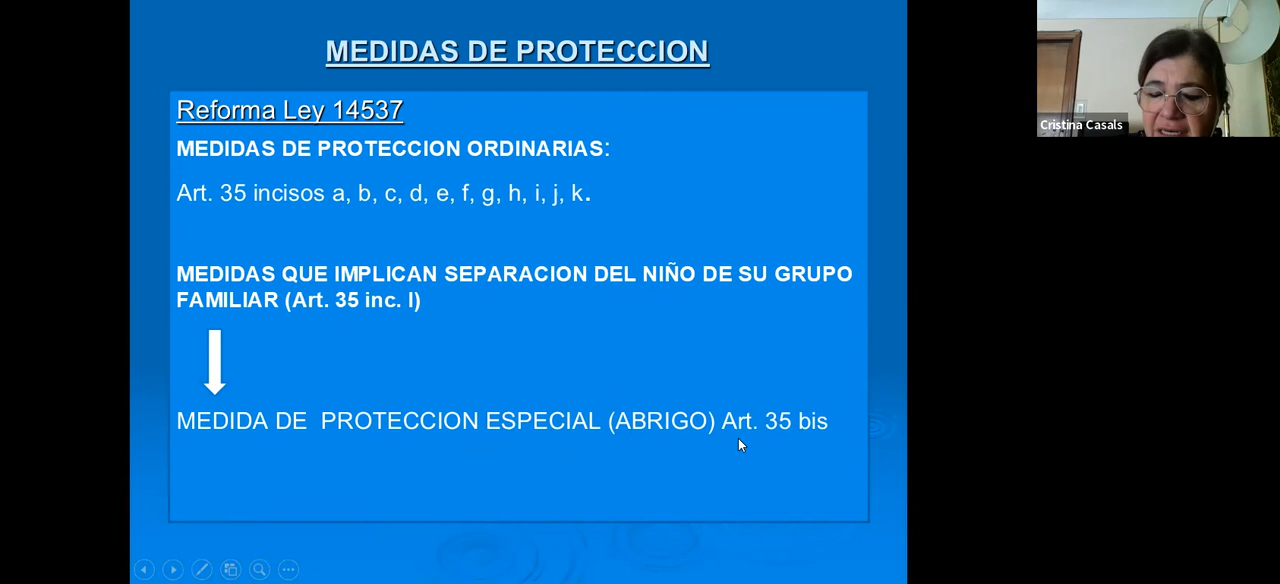 MEDIDAS DE PROTECCION
Reforma Ley 14537
MEDIDAS DE PROTECCION ORDINARIAS:
Art. 35 incisos a, b, c, d, e, f, g, h, i, j, k.
MEDIDAS QUE IMPLICAN SEPARACION DEL NIÑO DE SU GRUPO
FAMILIAR (Art. 35 inc. l)
MEDIDA DE  PROTECCION ESPECIAL (ABRIGO) Art. 35 bis
Cristina Casals